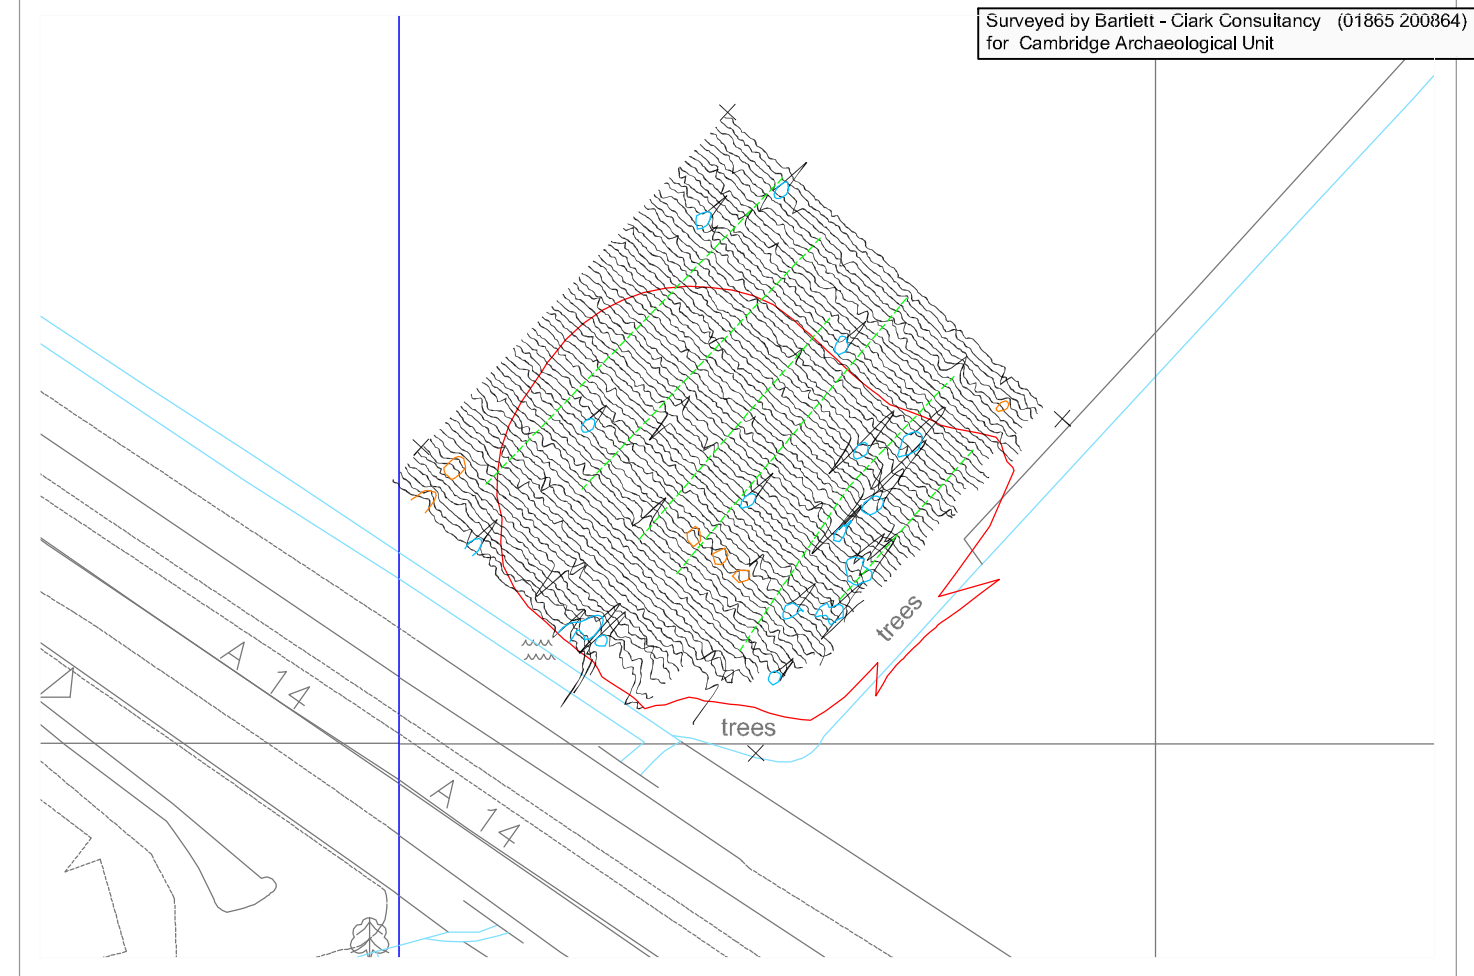 Surveyed by Bartlett - Clark Consultancy (01865 200864)
for Cambridge Archaeological Unit
trees
A 14
trees
A 14